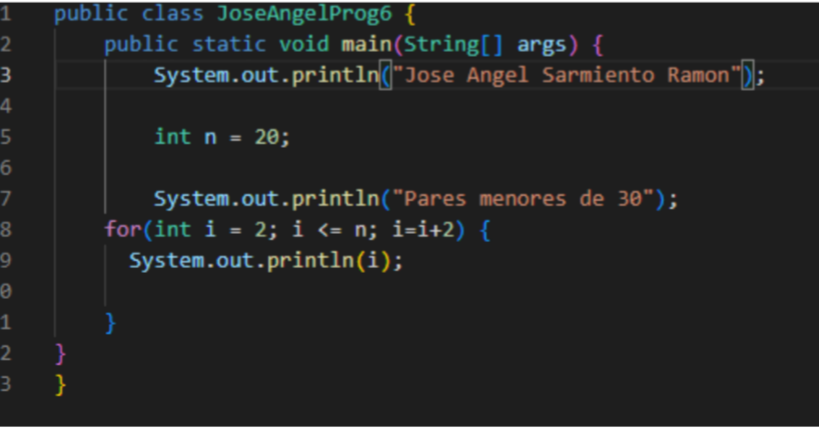 1 public class JoseAngelProg6 {
2 public static void main(String[] args) {
3 System.out.println("Jose Angel Sarmiento Ramon");
4
5 int n = 20;
6
7 System.out.println("Pares menores de 30");
8 for(int i = 2; i <= n; i=i+2) {
9 System.out.println(i);
0
1 }
2 }
3 }